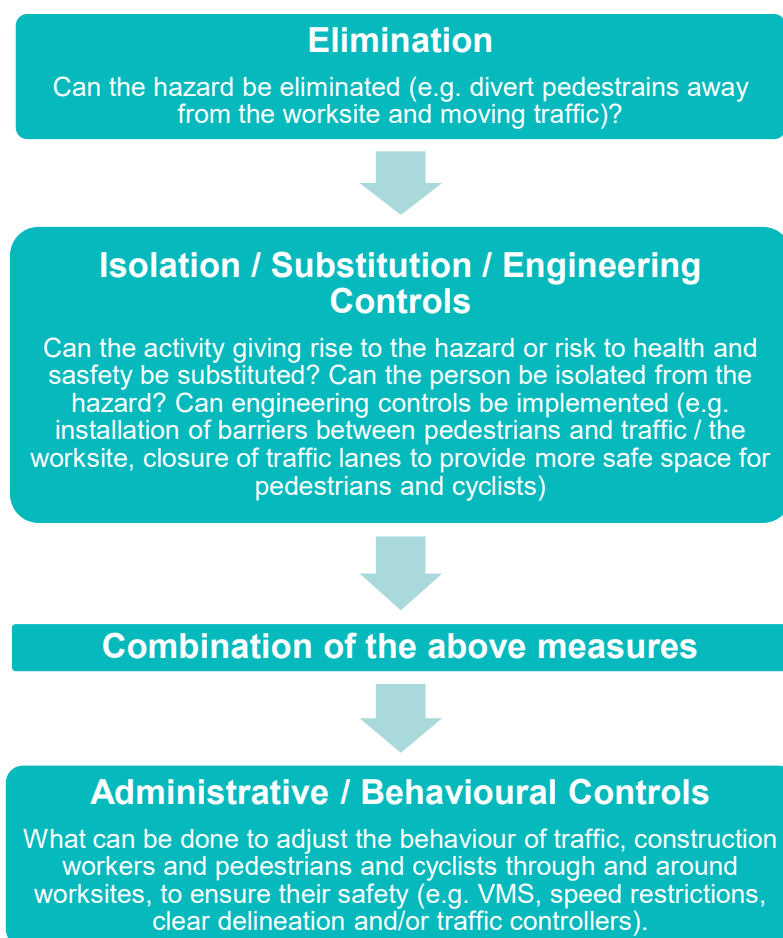 Elimination
Can the hazard be eliminated (e.g. divert pedestrains away
from the worksite and moving traffic)?
Isolation / Substitution / Engineering
Controls
Can the activity giving rise to the hazard or risk to health and
sasfety be substituted? Can the person be isolated from the
hazard? Can engineering controls be implemented (e.g.
installation of barriers between pedestrians and traffic / the
worksite, closure of traffic lanes to provide more safe space for
pedestrians and cyclists)
Combination of the above measures
Administrative / Behavioural Controls
What can be done to adjust the behaviour of traffic, construction
workers and pedestrians and cyclists through and around
worksites, to ensure their safety (e.g. VMS, speed restrictions,
clear delineation and/or traffic controllers).